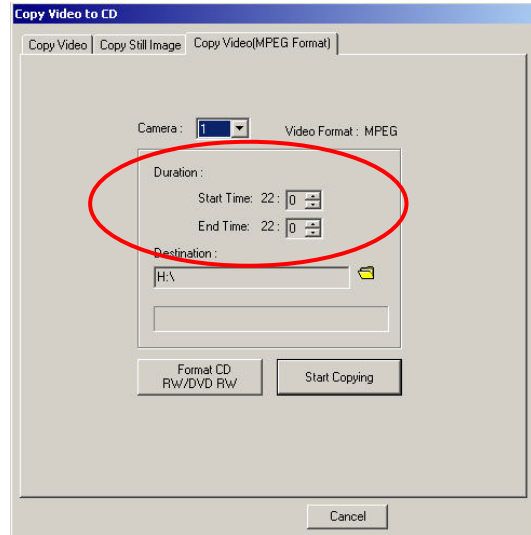 Copy Video to CD
Copy Video Copy Still Image Copy Video(MPEG Format)
Camera : 1 Video Format : MPEG
Duration :
Start Time: 22 : 0
End Time: 22 : 0
Destination :
H:\
Format CD
RW/DVD RW
Start Copying
Cancel